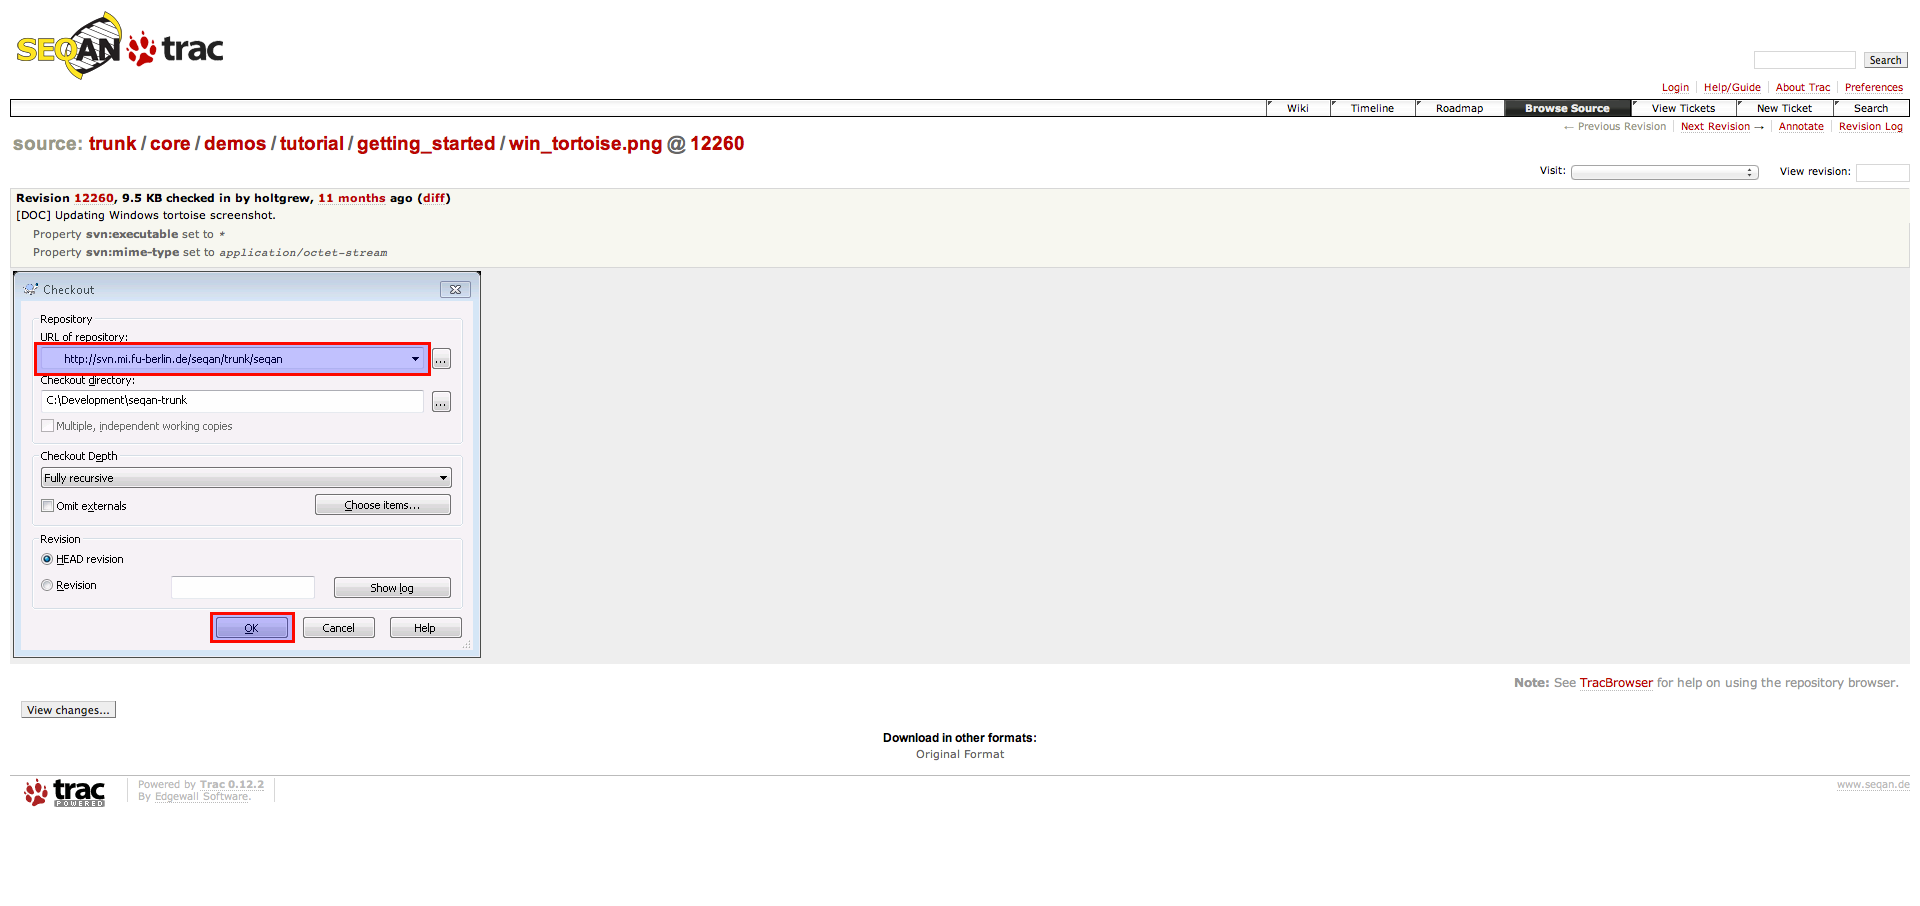 SEQAN trac
Search
Login Help/Guide About Trac Preferences
Wiki Timeline Roadmap Browse Source View Tickets New Ticket Search
← Previous Revision Next Revision → Annotate Revision Log
source: trunk / core / demos / tutorial / getting_started / win_tortoise.png @ 12260
Visit: View revision:
Revision 12260, 9.5 KB checked in by holtgrew, 11 months ago (diff)
[DOC] Updating Windows tortoise screenshot.
Property svn:executable set to *
Property svn:mime-type set to application/octet-stream
Checkout
Repository
URL of repository:
http://svn.mi.fu-berlin.de/seqan/trunk/seqan
...
Checkout directory:
C:\Development\seqan-trunk
...
Multiple, independent working copies
Checkout Depth
Fully recursive
Omit externals Choose items...
Revision
HEAD revision
Revision Show log
OK Cancel Help
Note: See TracBrowser for help on using the repository browser.
View changes...
Download in other formats:
Original Format
trac POWERED
Powered by Trac 0.12.2
By Edgewall Software.
www.seqan.de